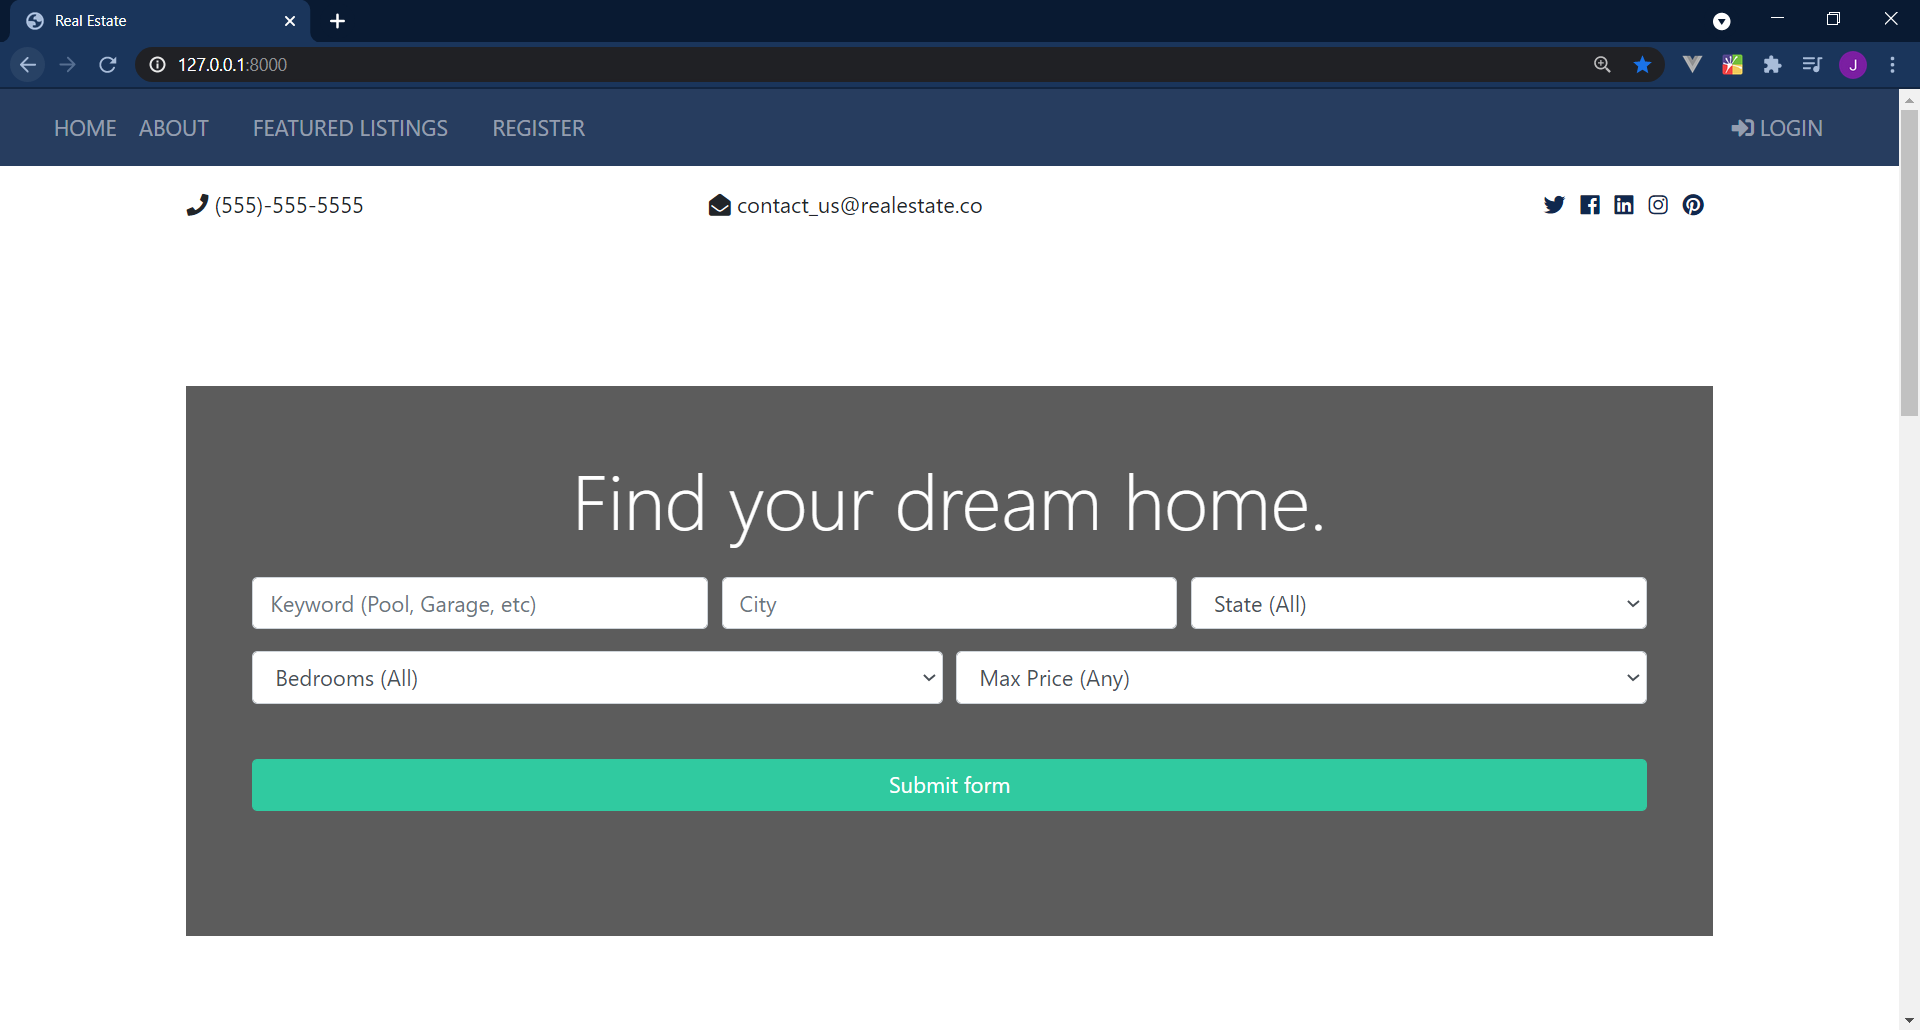 Real Estate
127.0.0.1:8000
J
HOME ABOUT FEATURED LISTINGS REGISTER LOGIN
(555)-555-5555 contact_us@realestate.co
Find your dream home.
Keyword (Pool, Garage, etc) City State (All)
Bedrooms (All) Max Price (Any)
Submit form